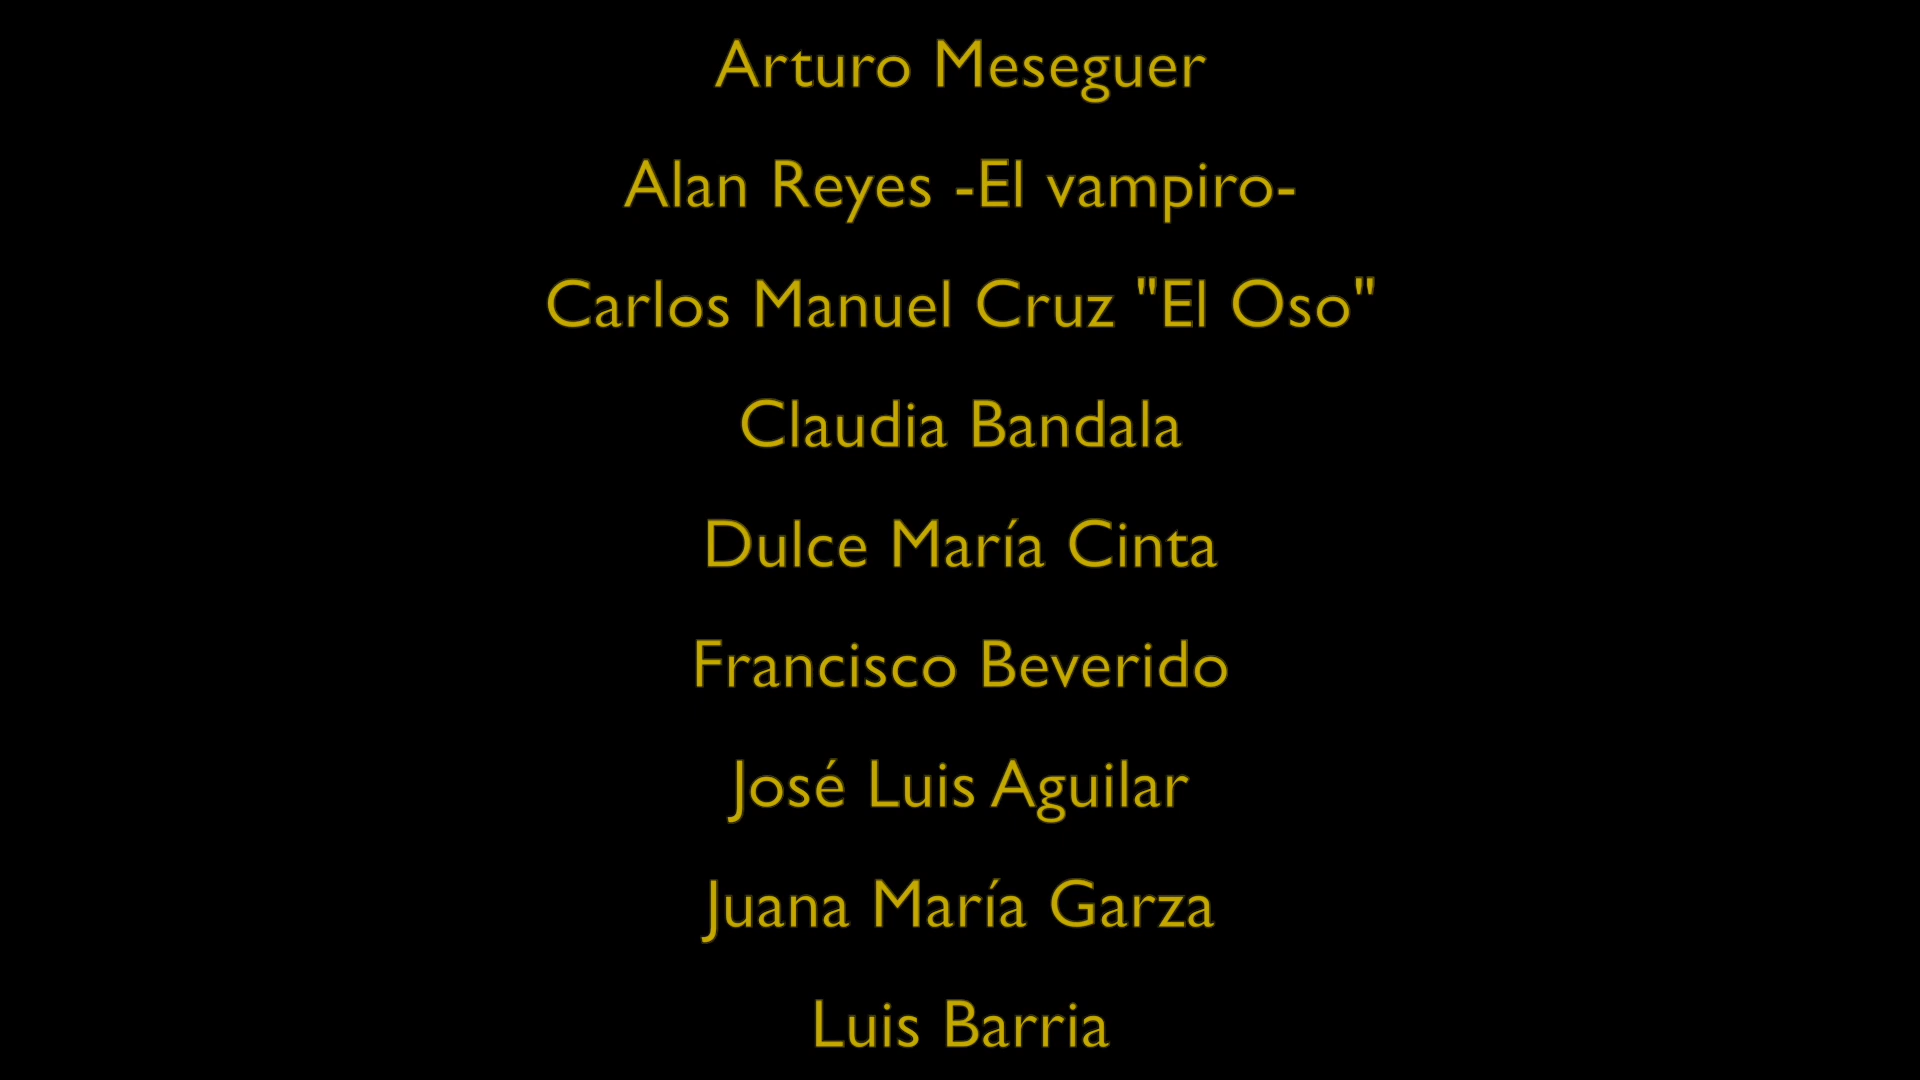 Arturo Meseguer
Alan Reyes -El vampiro-
Carlos Manuel Cruz "El Oso"
Claudia Bandala
Dulce María Cinta
Francisco Beverido
José Luis Aguilar
Juana María Garza
Luis Barria